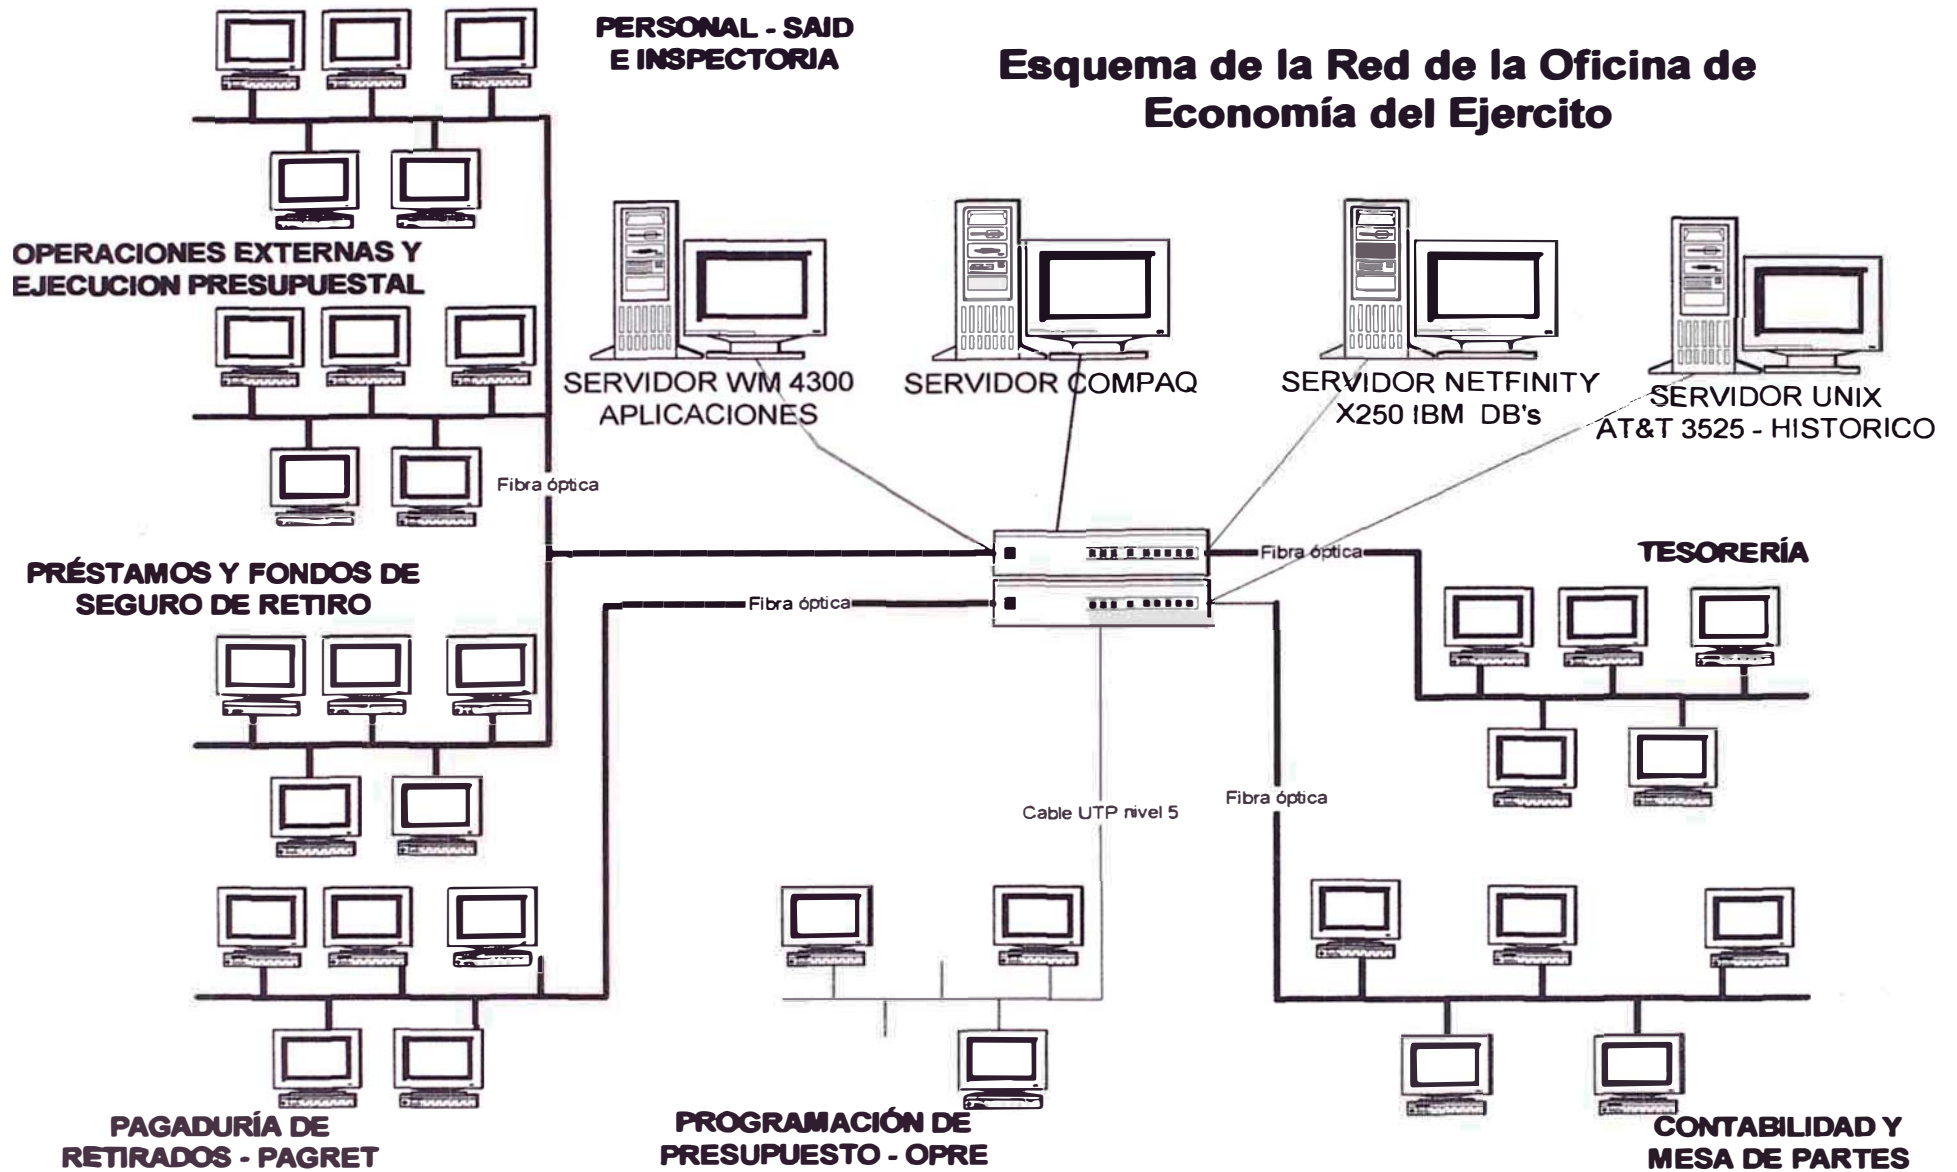 PERSONAL - SAID
E INSPECTORIA
Esquema de la Red de la Oficina de
Economía del Ejercito
OPERACIONES EXTERNAS Y
EJECUCION PRESUPUESTAL
SERVIDOR WM 4300
APLICACIONES
SERVIDOR COMPAQ
SERVIDOR NETFINITY
X250 IBM DB's
SERVIDOR UNIX
AT&T 3525 - HISTORICO
Fibra óptica
Fibra óptica
TESORERÍA
PRÉSTAMOS Y FONDOS DE
SEGURO DE RETIRO
Fibra óptica
Cable UTP nivel 5
Fibra óptica
PAGADURÍA DE
RETIRADOS - PAGRET
PROGRAMACIÓN DE
PRESUPUESTO - OPRE
CONTABILIDAD Y
MESA DE PARTES